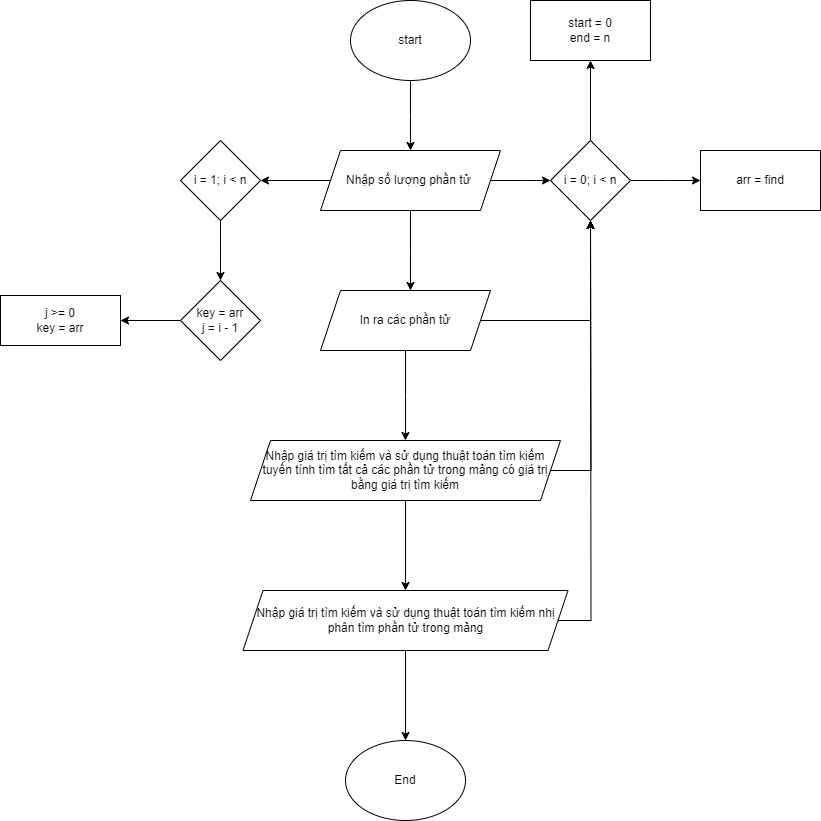 start
start = 0
end = n
i = 1; i < n
Nhập số lượng phần tử
i = 0; i < n
arr = find
j >= 0
key = arr
key = arr
j = i - 1
In ra các phần tử
Nhập giá trị tìm kiếm và sử dụng thuật toán tìm kiếm
tuyến tính tìm tất cả các phần tử trong mảng có giá trị
bằng giá trị tìm kiếm
Nhập giá trị tìm kiếm và sử dụng thuật toán tìm kiếm nhị
phân tìm phần tử trong mảng
End